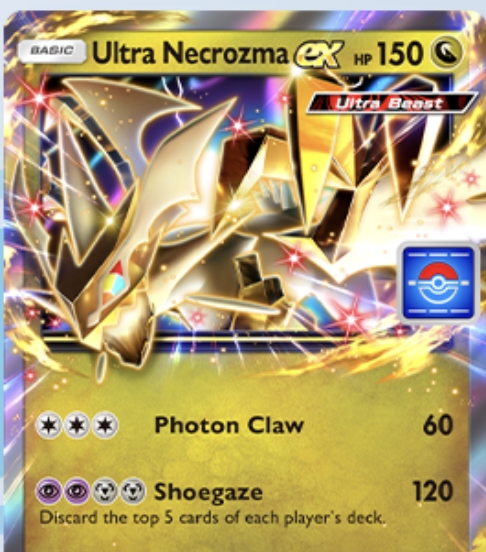 BASIC Ultra Necrozma ex HP 150
Ultra Beast
Photon Claw 60
Shoegaze 120
Discard the top 5 cards of each player's deck.